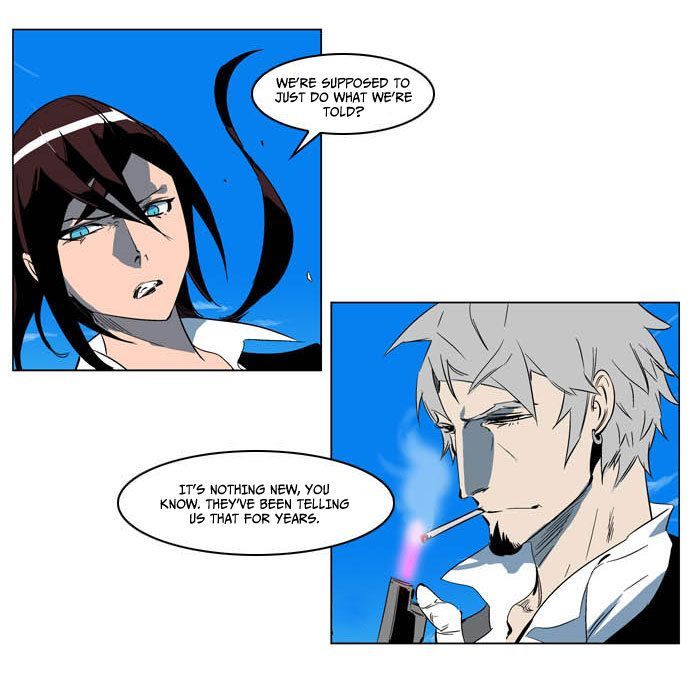 WE'RE SUPPOSED TO
JUST DO WHAT WE'RE
TOLD?
IT'S NOTHING NEW, YOU
KNOW. THEY'VE BEEN TELLING
US THAT FOR YEARS.